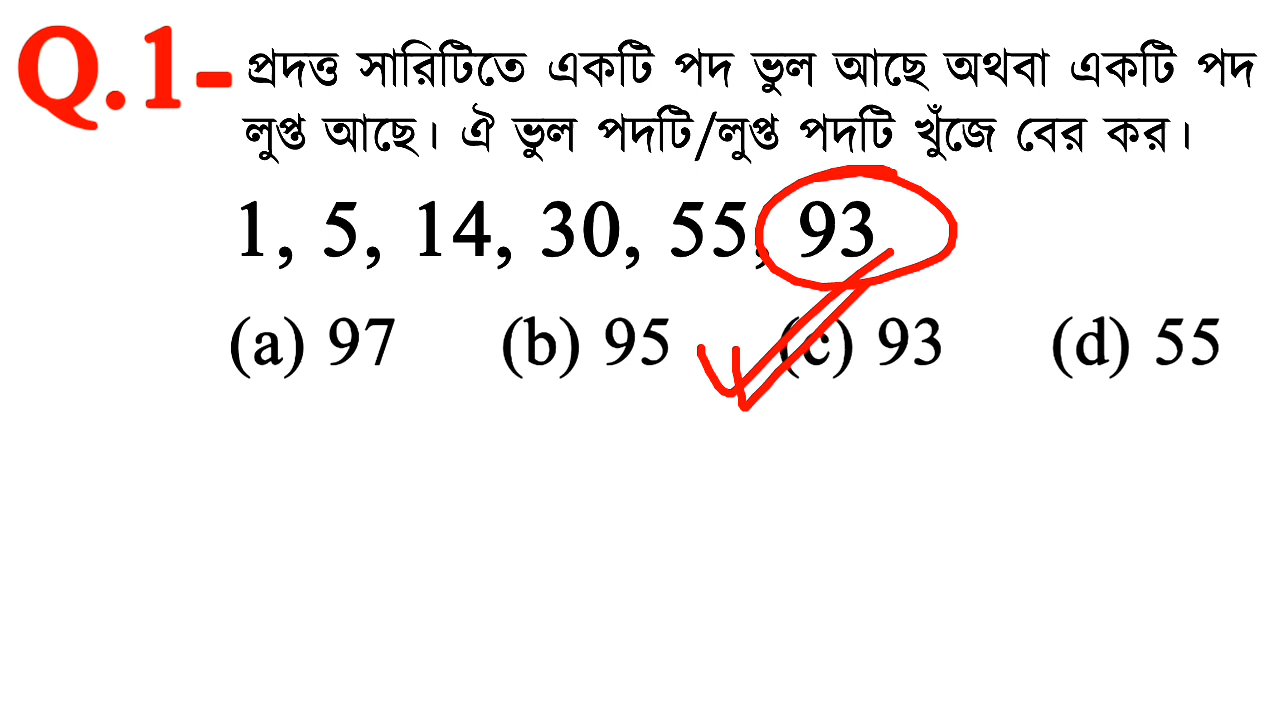 Q.1- প্রদত্ত সারিটিতে একটি পদ ভুল আছে অথবা একটি পদ
লুপ্ত আছে। ঐ ভুল পদটি/লুপ্ত পদটি খুঁজে বের কর।
1, 5, 14, 30, 55, 93
(a) 97 (b) 95 (c) 93 (d) 55